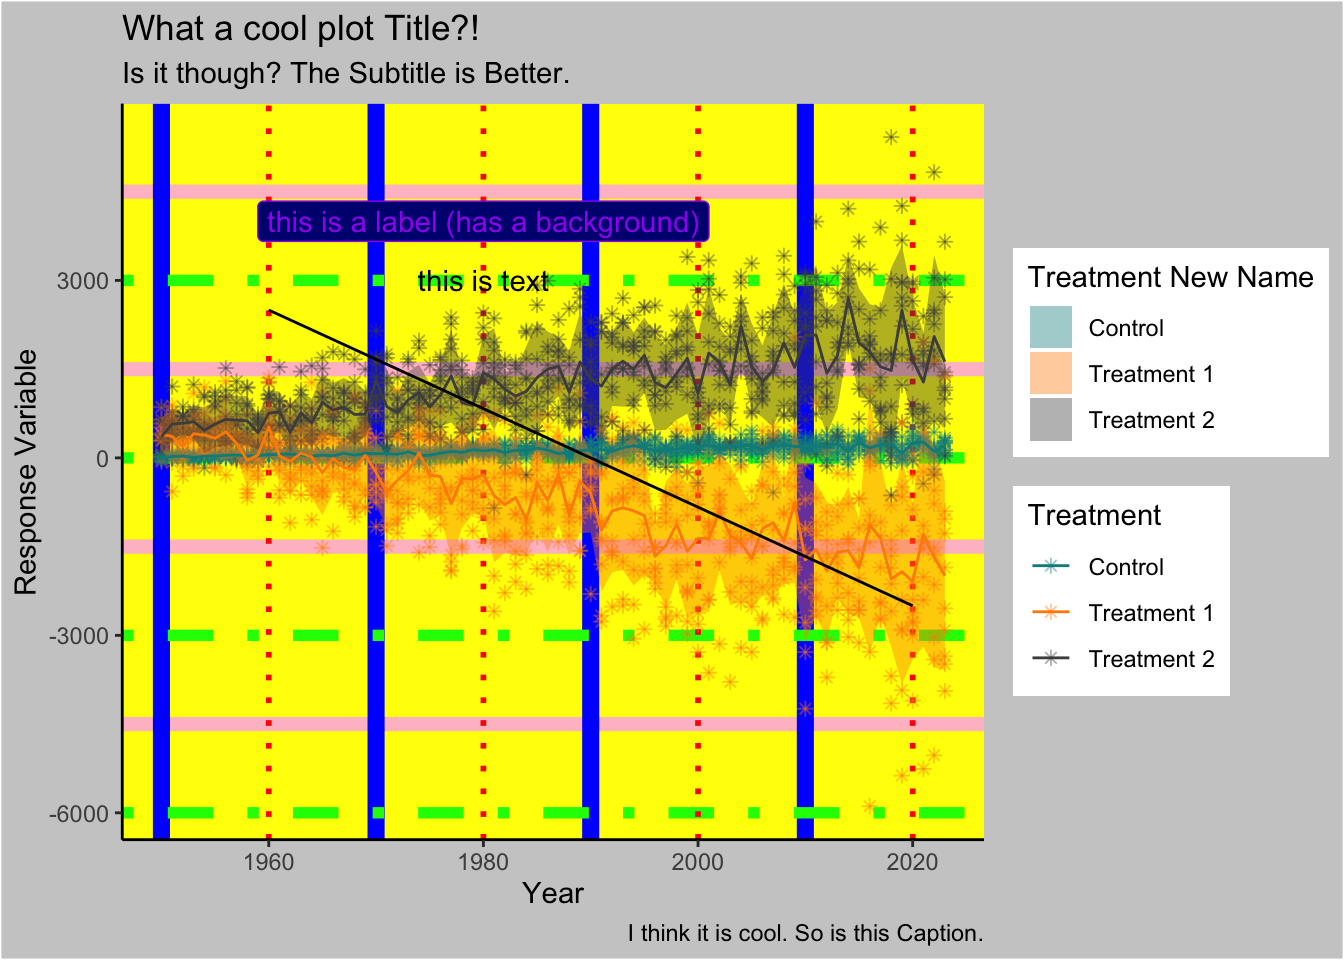 What a cool plot Title?!
Is it though? The Subtitle is Better.
this is a label (has a background)
this is text
3000
0
-3000
-6000
Response Variable
1960
1980
2000
2020
Year
I think it is cool. So is this Caption.
Treatment New Name
Control
Treatment 1
Treatment 2
Treatment
Control
Treatment 1
Treatment 2